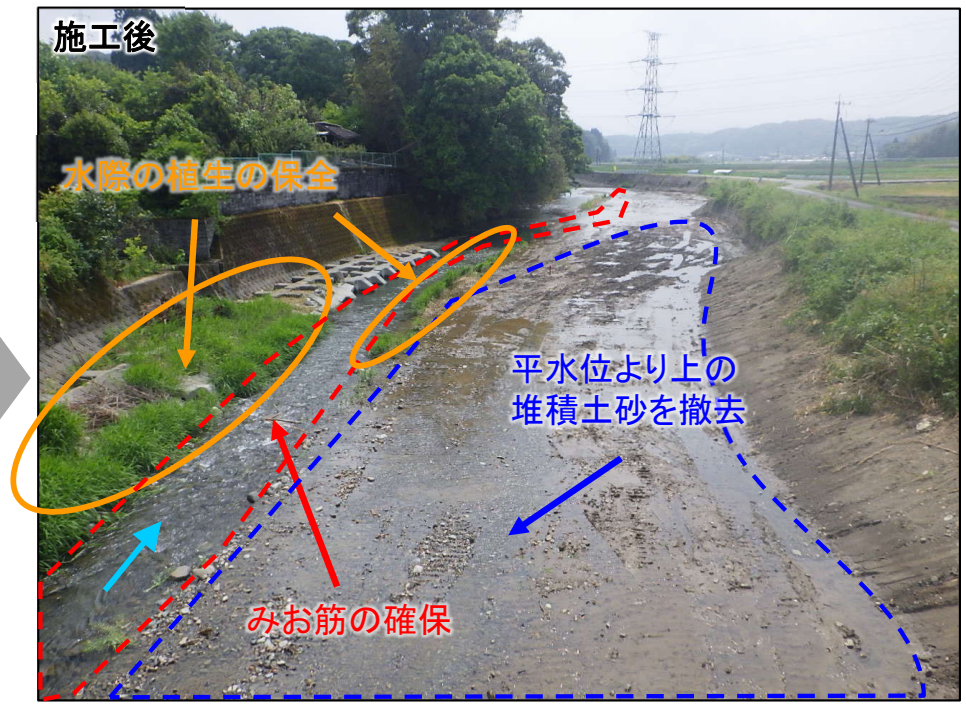 施工後
水際の植生の保全
平水位より上の
堆積土砂を撤去
みお筋の確保